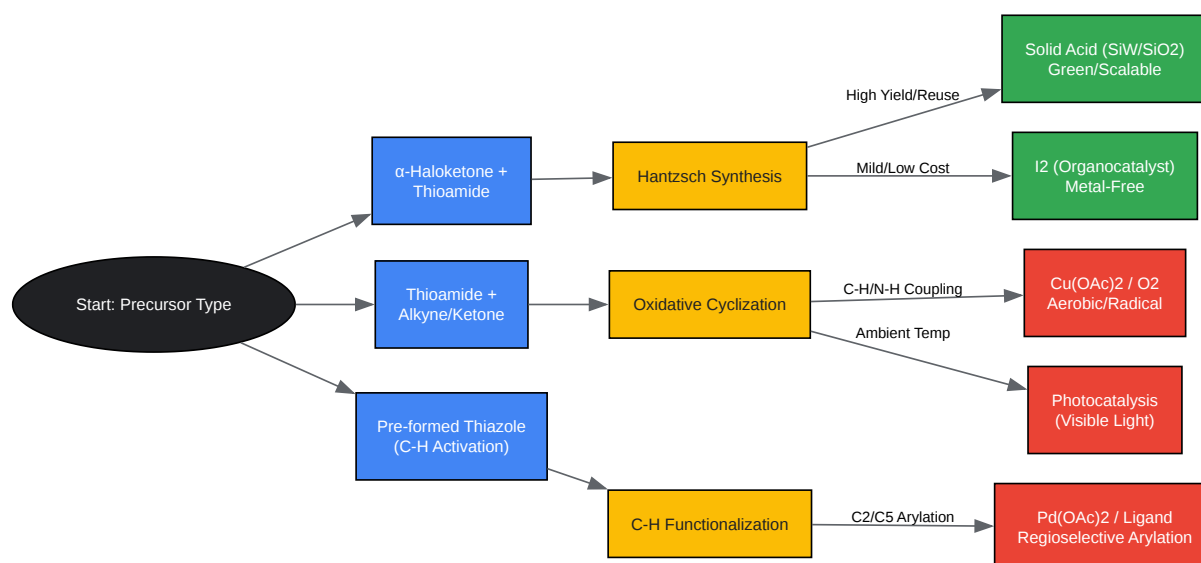 Solid Acid (SiW/SiO2)
Green/Scalable
High Yield/Reuse
α-Haloketone +
Thioamide
Hantzsch Synthesis
Mild/Low Cost
I2 (Organocatalyst)
Metal-Free
Start: Precursor Type
Thioamide +
Alkyne/Ketone
Oxidative Cyclization
C-H/N-H Coupling
Cu(OAc)2 / O2
Aerobic/Radical
Ambient Temp
Photocatalysis
(Visible Light)
Pre-formed Thiazole
(C-H Activation)
C-H Functionalization
C2/C5 Arylation
Pd(OAc)2 / Ligand
Regioselective Arylation